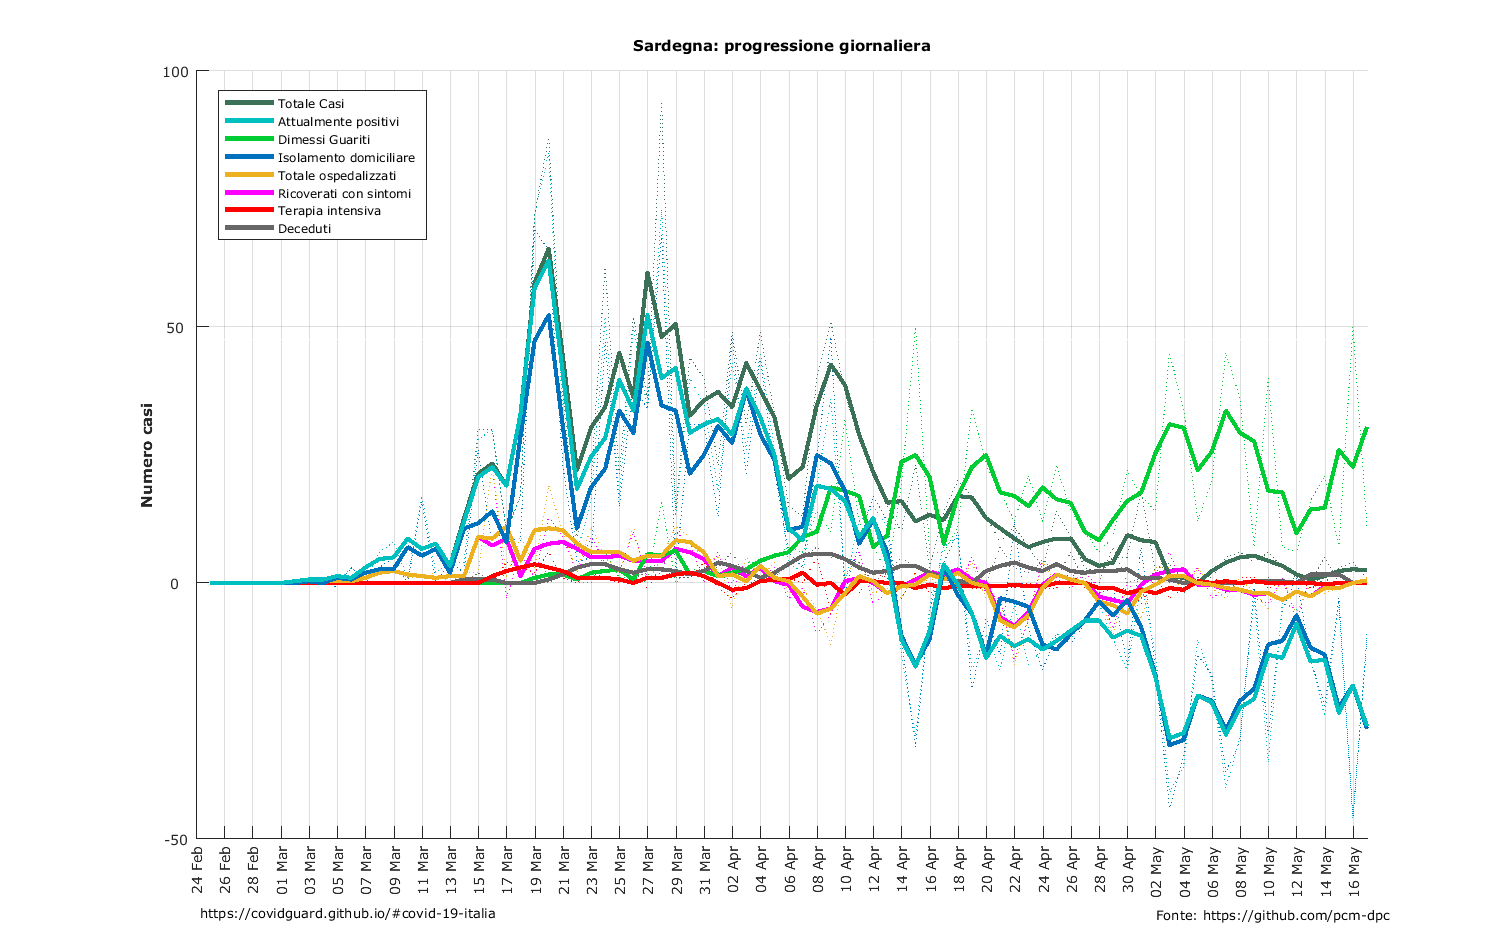 Sardegna: progressione giornaliera
100
50
0
-50
Numero casi
Totale Casi
Attualmente positivi
Dimessi Guariti
Isolamento domiciliare
Totale ospedalizzati
Ricoverati con sintomi
Terapia intensiva
Deceduti
24 Feb
26 Feb
28 Feb
01 Mar
03 Mar
05 Mar
07 Mar
09 Mar
11 Mar
13 Mar
15 Mar
17 Mar
19 Mar
21 Mar
23 Mar
25 Mar
27 Mar
29 Mar
31 Mar
02 Apr
04 Apr
06 Apr
08 Apr
10 Apr
12 Apr
14 Apr
16 Apr
18 Apr
20 Apr
22 Apr
24 Apr
26 Apr
28 Apr
30 Apr
02 May
04 May
06 May
08 May
10 May
12 May
14 May
16 May
https://covidguard.github.io/#covid-19-italia
Fonte: https://github.com/pcm-dpc